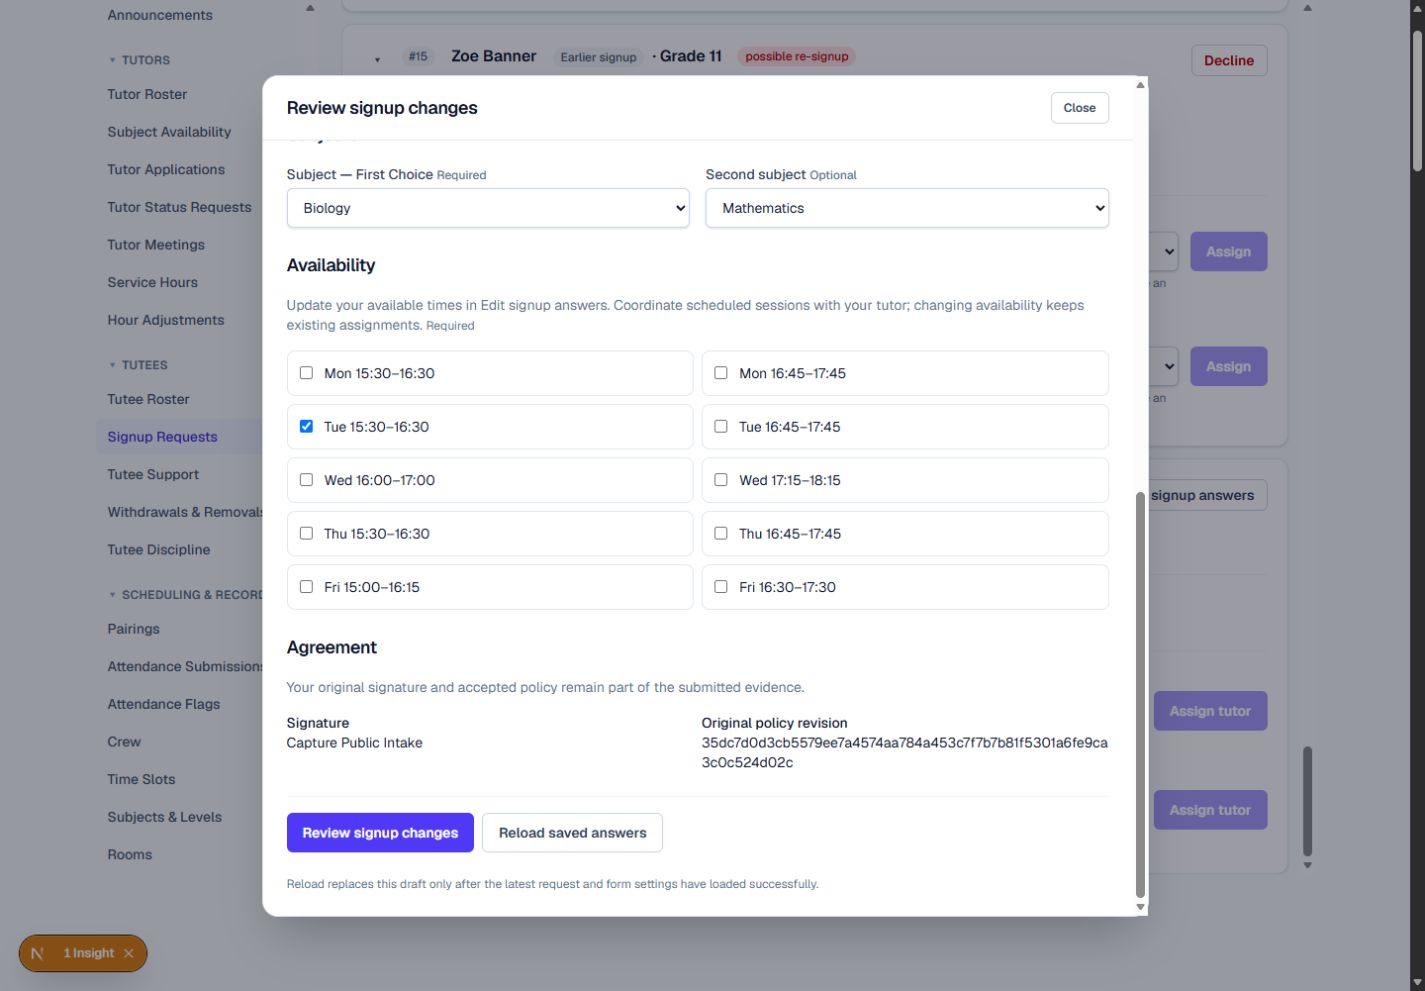 Announcements
TUTORS
Tutor Roster
Subject Availability
Tutor Applications
Tutor Status Requests
Tutor Meetings
Service Hours
Hour Adjustments
TUTEES
Tutee Roster
Signup Requests
Tutee Support
Withdrawals & Removals
Tutee Discipline
SCHEDULING & RECORD
Pairings
Attendance Submissions
Attendance Flags
Crew
Time Slots
Subjects & Levels
Rooms
1 Insight
#15 Zoe Banner Earlier signup · Grade 11 possible re-signup
Decline
Assign
an
Assign
an
signup answers
Assign tutor
Assign tutor
Review signup changes
Close
Subject — First Choice Required
Second subject Optional
Biology
Mathematics
Availability
Update your available times in Edit signup answers. Coordinate scheduled sessions with your tutor; changing availability keeps
existing assignments. Required
Mon 15:30–16:30
Mon 16:45–17:45
Tue 15:30–16:30
Tue 16:45–17:45
Wed 16:00–17:00
Wed 17:15–18:15
Thu 15:30–16:30
Thu 16:45–17:45
Fri 15:00–16:15
Fri 16:30–17:30
Agreement
Your original signature and accepted policy remain part of the submitted evidence.
Signature
Capture Public Intake
Original policy revision
35dc7d0d3cb5579ee7a4574aa784a453c7f7b7b81f5301a6fe9ca
3c0c524d02c
Review signup changes
Reload saved answers
Reload replaces this draft only after the latest request and form settings have loaded successfully.